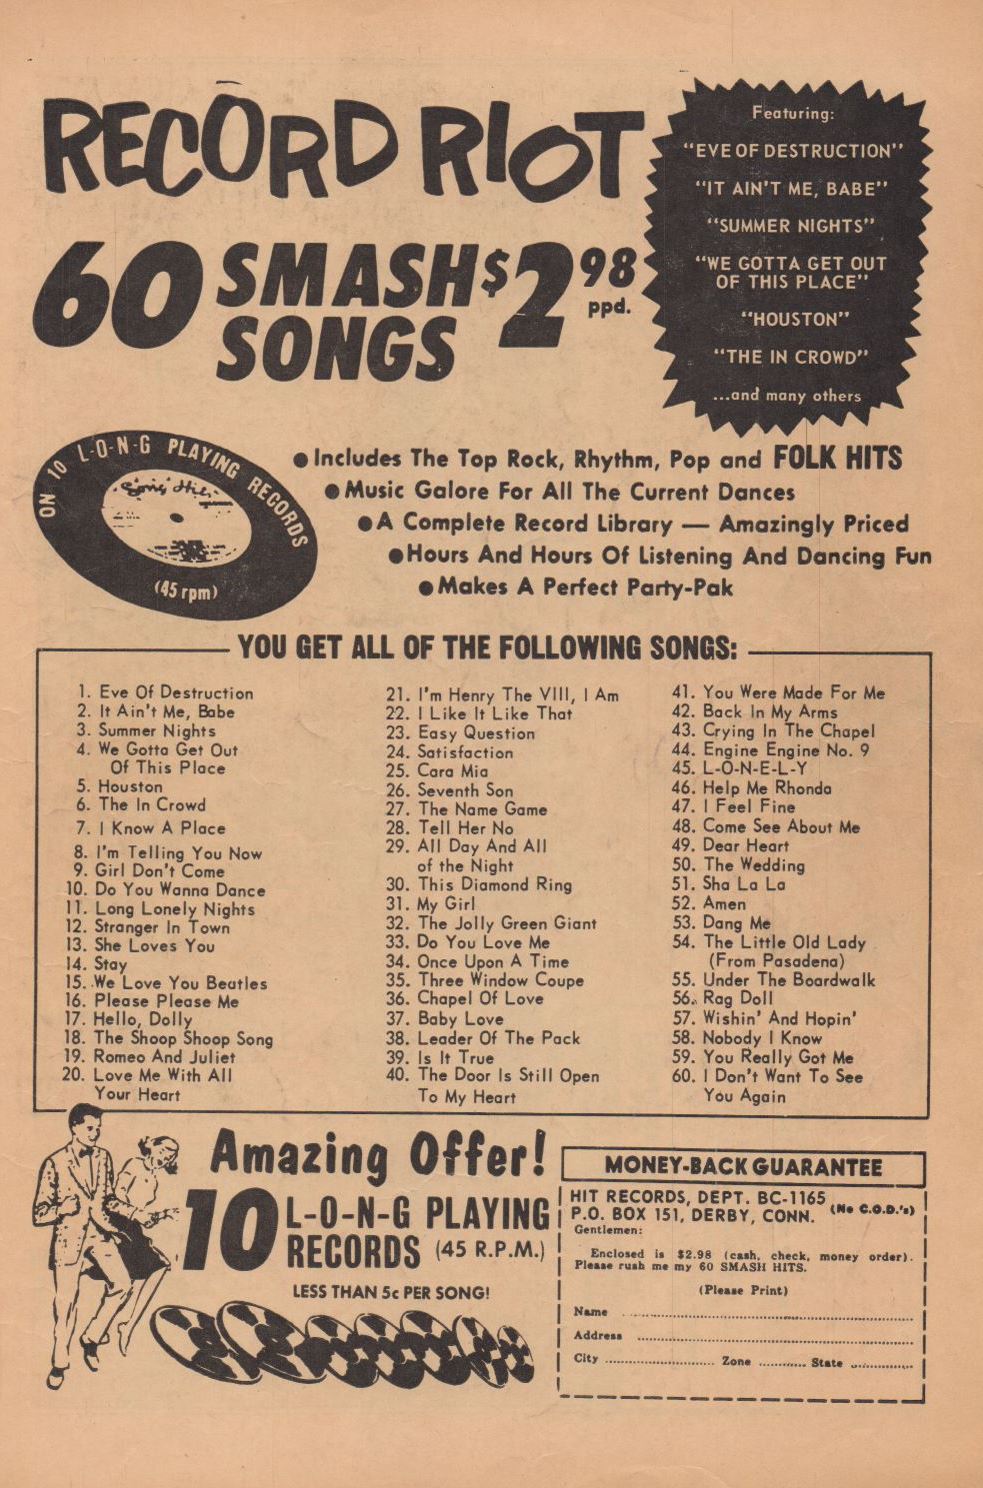 RECORD RIOT
60 SMASH SONGS $2.98 ppd.
Featuring:
"EVE OF DESTRUCTION"
"IT AIN'T ME, BABE"
"SUMMER NIGHTS"
"WE GOTTA GET OUT
OF THIS PLACE"
"HOUSTON"
"THE IN CROWD"
...and many others
ON 10 L-O-N-G PLAYING RECORDS
(45 rpm)
●Includes The Top Rock, Rhythm, Pop and FOLK HITS
●Music Galore For All The Current Dances
●A Complete Record Library — Amazingly Priced
●Hours And Hours Of Listening And Dancing Fun
●Makes A Perfect Party-Pak
YOU GET ALL OF THE FOLLOWING SONGS:
1. Eve Of Destruction
2. It Ain't Me, Babe
3. Summer Nights
4. We Gotta Get Out
Of This Place
5. Houston
6. The In Crowd
7. I Know A Place
8. I'm Telling You Now
9. Girl Don't Come
10. Do You Wanna Dance
11. Long Lonely Nights
12. Stranger In Town
13. She Loves You
14. Stay
15. We Love You Beatles
16. Please Please Me
17. Hello, Dolly
18. The Shoop Shoop Song
19. Romeo And Juliet
20. Love Me With All
Your Heart
21. I'm Henry The VIII, I Am
22. I Like It Like That
23. Easy Question
24. Satisfaction
25. Cara Mia
26. Seventh Son
27. The Name Game
28. Tell Her No
29. All Day And All
of the Night
30. This Diamond Ring
31. My Girl
32. The Jolly Green Giant
33. Do You Love Me
34. Once Upon A Time
35. Three Window Coupe
36. Chapel Of Love
37. Baby Love
38. Leader Of The Pack
39. Is It True
40. The Door Is Still Open
To My Heart
41. You Were Made For Me
42. Back In My Arms
43. Crying In The Chapel
44. Engine Engine No. 9
45. L-O-N-E-L-Y
46. Help Me Rhonda
47. I Feel Fine
48. Come See About Me
49. Dear Heart
50. The Wedding
51. Sha La La
52. Amen
53. Dang Me
54. The Little Old Lady
(From Pasadena)
55. Under The Boardwalk
56. Rag Doll
57. Wishin' And Hopin'
58. Nobody I Know
59. You Really Got Me
60. I Don't Want To See
You Again
Amazing Offer!
10 L-O-N-G PLAYING
RECORDS (45 R.P.M.)
LESS THAN 5c PER SONG!
MONEY-BACK GUARANTEE
HIT RECORDS, DEPT. BC-1165
P.O. BOX 151, DERBY, CONN. (No C.O.D.'s)
Gentlemen:
Enclosed is $2.98 (cash, check, money order).
Please rush me my 60 SMASH HITS.
(Please Print)
Name
Address
City Zone State